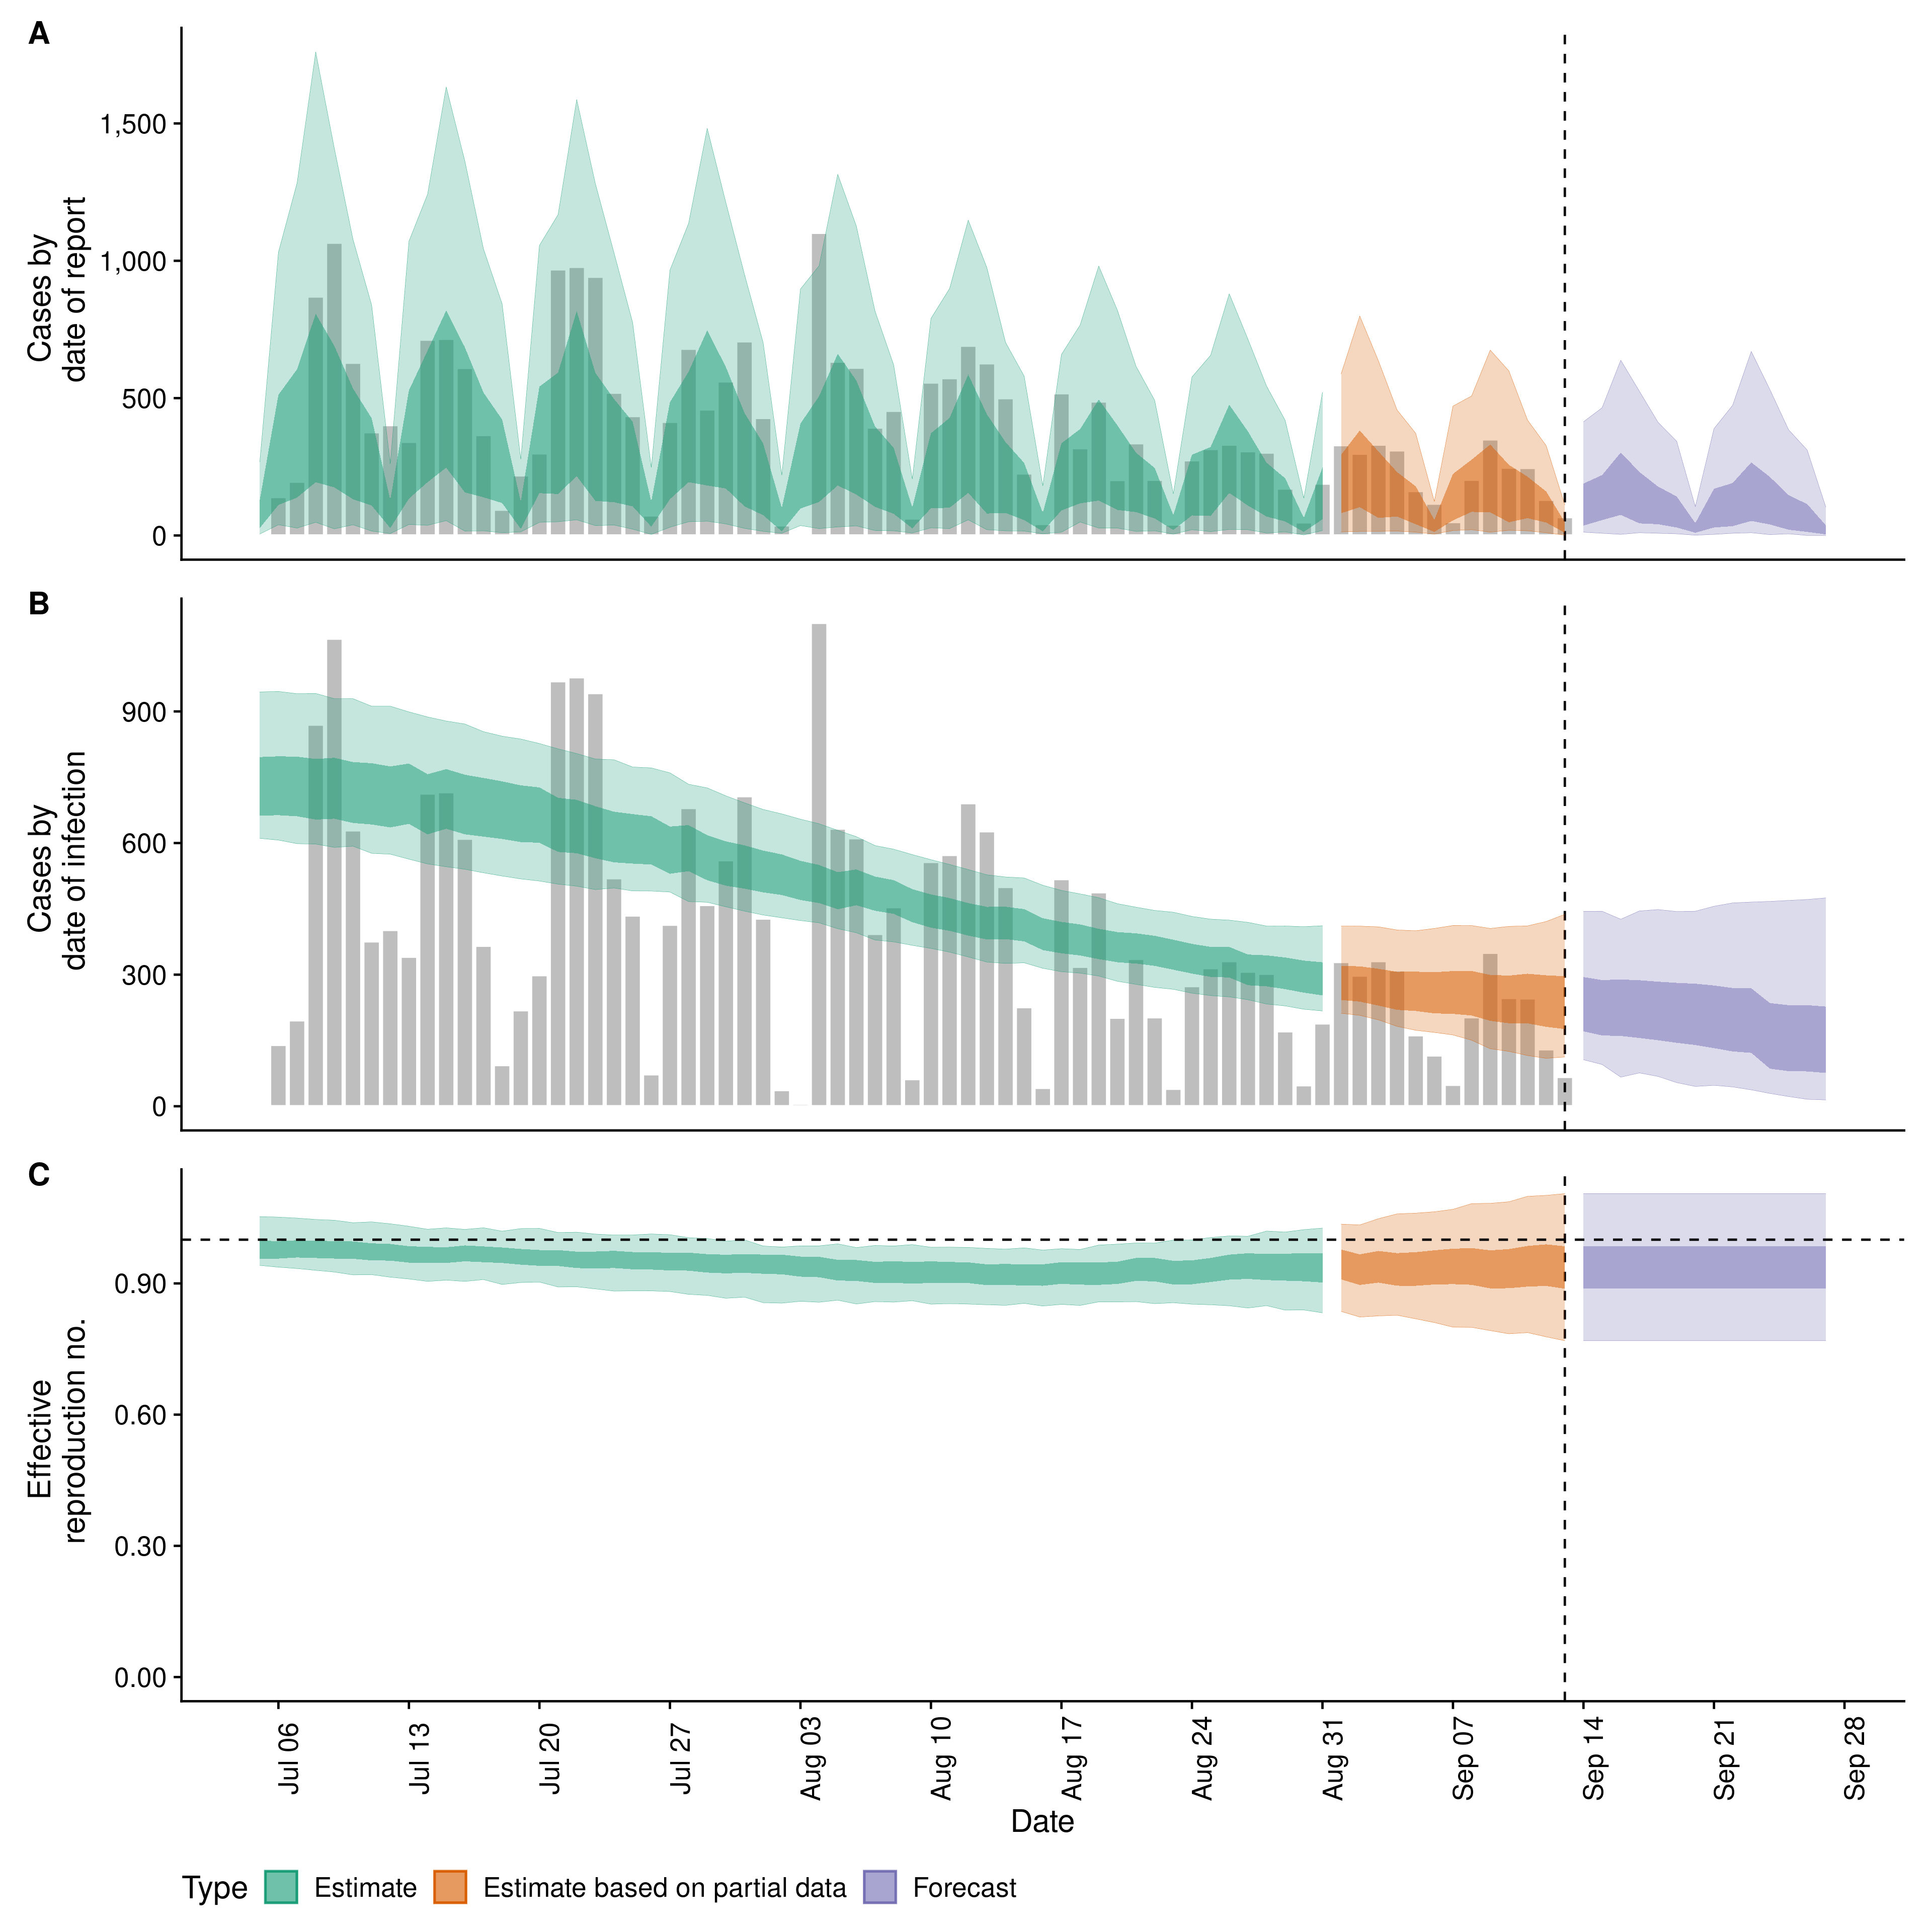 A
Cases by
date of report
1,500
1,000
500
0
B
Cases by
date of infection
900
600
300
0
C
Effective
reproduction no.
0.90
0.60
0.30
0.00
Jul 06
Jul 13
Jul 20
Jul 27
Aug 03
Aug 10
Aug 17
Aug 24
Aug 31
Sep 07
Sep 14
Sep 21
Sep 28
Date
Type
Estimate
Estimate based on partial data
Forecast